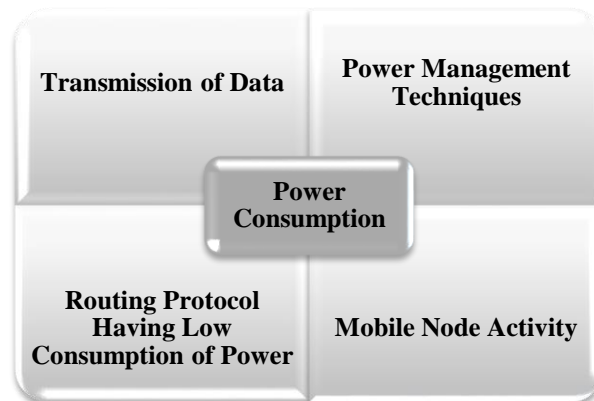 Transmission of Data
Power Management
Techniques
Power
Consumption
Routing Protocol
Having Low
Consumption of Power
Mobile Node Activity